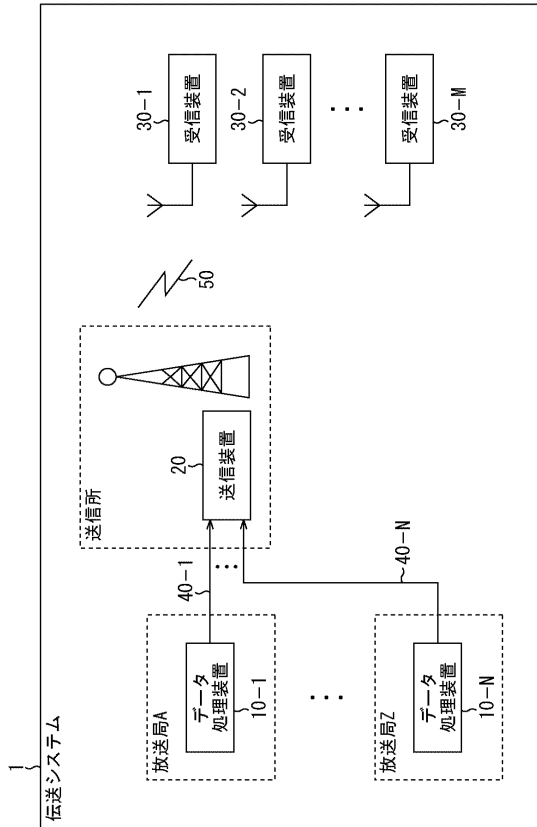 1
伝送システム
放送局A
データ
処理装置
10-1
⋮
放送局Z
データ
処理装置
10-N
40-1
⋮
40-N
送信所
20
送信装置
50
30-1
受信装置
30-2
受信装置
⋮
30-M
受信装置